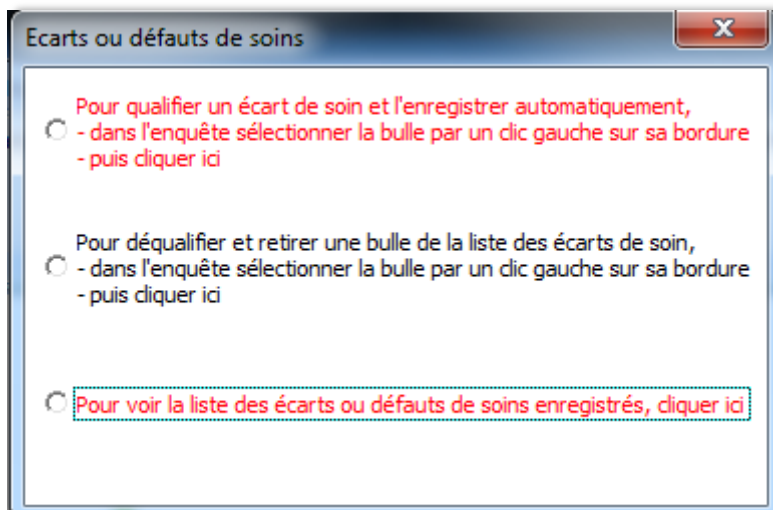 Ecarts ou défauts de soins
Pour qualifier un écart de soin et l'enregistrer automatiquement,
- dans l'enquête sélectionner la bulle par un clic gauche sur sa bordure
- puis cliquer ici
Pour déqualifier et retirer une bulle de la liste des écarts de soin,
- dans l'enquête sélectionner la bulle par un clic gauche sur sa bordure
- puis cliquer ici
Pour voir la liste des écarts ou défauts de soins enregistrés, cliquer ici